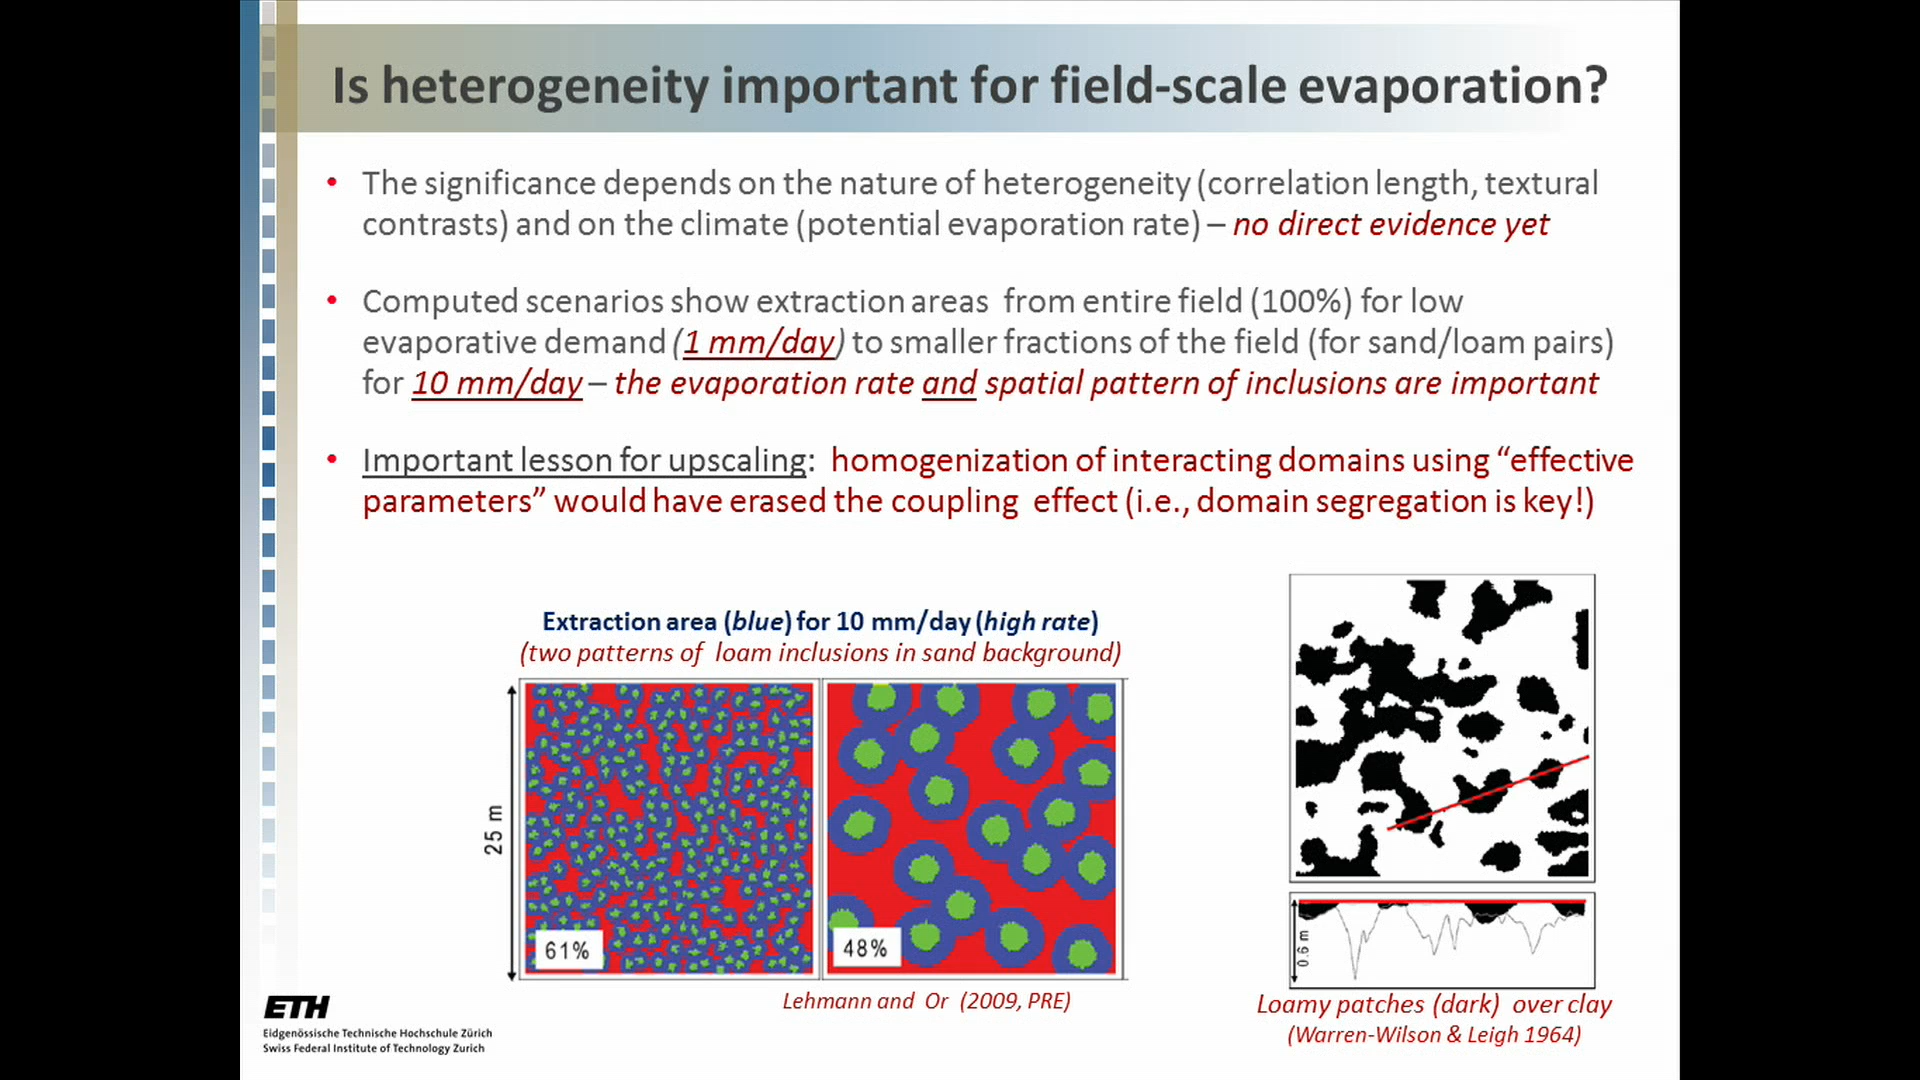 Is heterogeneity important for field-scale evaporation?
• The significance depends on the nature of heterogeneity (correlation length, textural
contrasts) and on the climate (potential evaporation rate) – no direct evidence yet
• Computed scenarios show extraction areas from entire field (100%) for low
evaporative demand (1 mm/day) to smaller fractions of the field (for sand/loam pairs)
for 10 mm/day – the evaporation rate and spatial pattern of inclusions are important
• Important lesson for upscaling: homogenization of interacting domains using “effective
parameters” would have erased the coupling effect (i.e., domain segregation is key!)
Extraction area (blue) for 10 mm/day (high rate)
(two patterns of loam inclusions in sand background)
25 m
61%
48%
Lehmann and Or (2009, PRE)
0.6 m
Loamy patches (dark) over clay
(Warren-Wilson & Leigh 1964)
ETH
Eidgenössische Technische Hochschule Zürich
Swiss Federal Institute of Technology Zurich